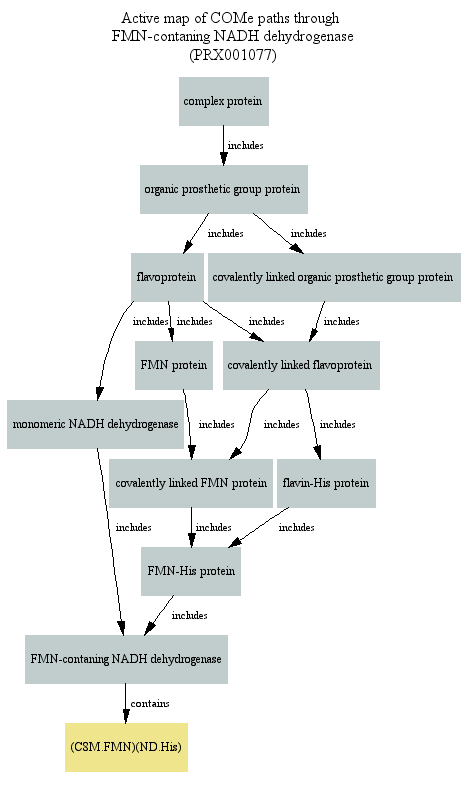 Active map of COMe paths through
FMN-contaning NADH dehydrogenase
(PRX001077)
complex protein
includes
organic prosthetic group protein
includes
includes
flavoprotein
covalently linked organic prosthetic group protein
includes
includes
includes
includes
FMN protein
covalently linked flavoprotein
monomeric NADH dehydrogenase
includes
includes
includes
covalently linked FMN protein
flavin-His protein
includes
includes
includes
FMN-His protein
includes
FMN-contaning NADH dehydrogenase
contains
(C8M.FMN)(ND.His)